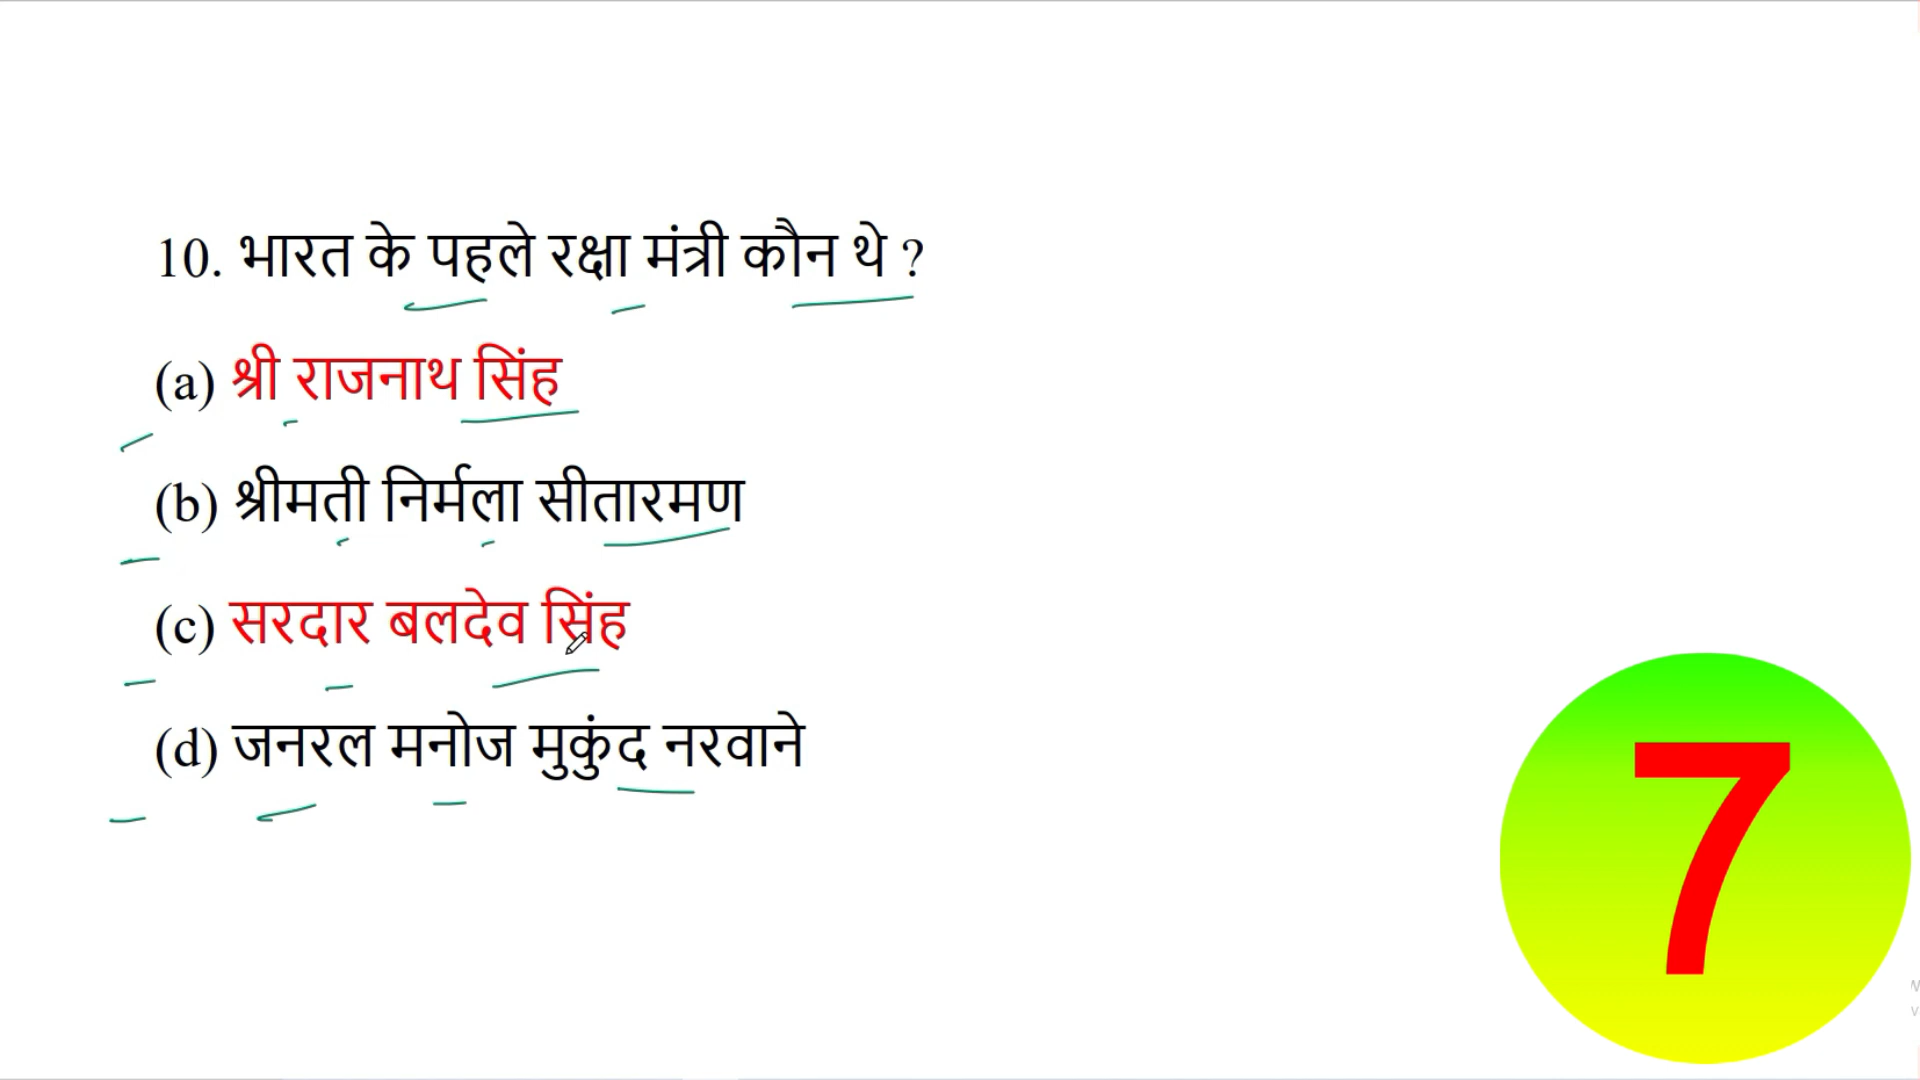 10. भारत के पहले रक्षा मंत्री कौन थे ?
(a) श्री राजनाथ सिंह
(b) श्रीमती निर्मला सीतारमण
(c) सरदार बलदेव सिंह
(d) जनरल मनोज मुकुंद नरवाने
7